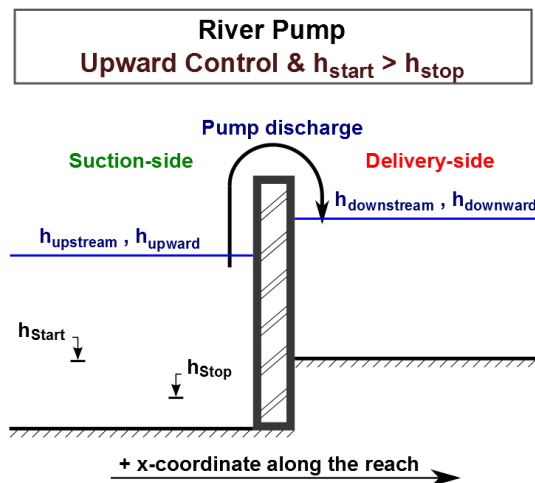 River Pump
Upward Control & hstart > hstop
Pump discharge
Suction-side
Delivery-side
hupstream , hupward
hdownstream , hdownward
hStart
hStop
+ x-coordinate along the reach